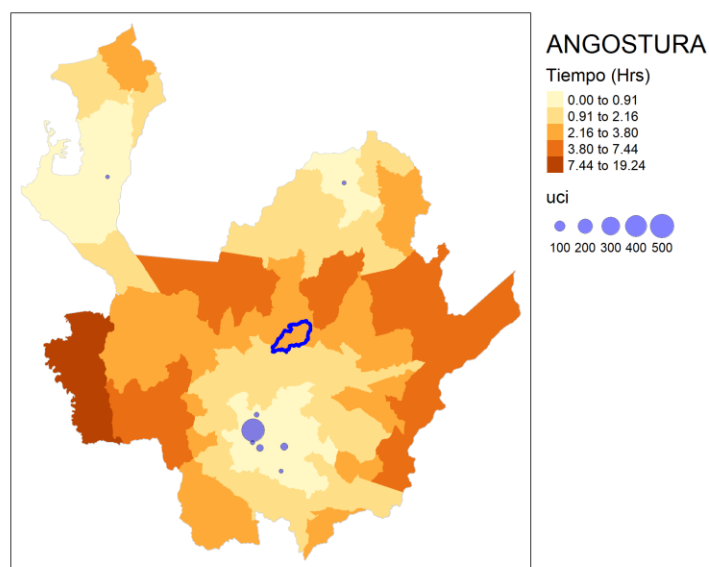 ANGOSTURA
Tiempo (Hrs)
0.00 to 0.91
0.91 to 2.16
2.16 to 3.80
3.80 to 7.44
7.44 to 19.24
uci
100 200 300 400 500